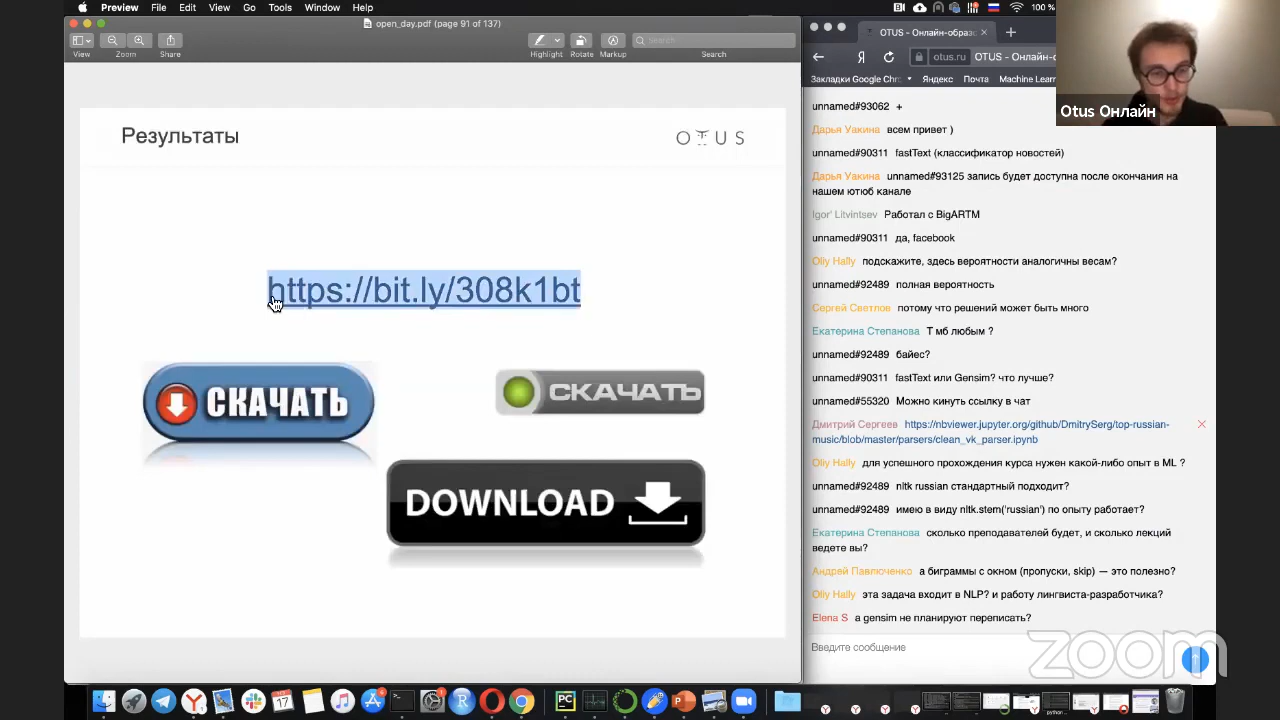 Preview File Edit View Go Tools Window Help
100 %
open_day.pdf (page 91 of 137)
Search
View Zoom Share Highlight Rotate Markup Search
Результаты
OTUS
https://bit.ly/308k1bt
СКАЧАТЬ
СКАЧАТЬ
DOWNLOAD
OTUS - Онлайн-образо
otus.ru OTUS - Онлайн-о
Закладки Google Chr Яндекс Почта Machine Lear
Otus Онлайн
unnamed#93062 +
Дарья Уакина всем привет )
unnamed#90311 fastText (классификатор новостей)
Дарья Уакина unnamed#93125 запись будет доступна после окончания на
нашем ютюб канале
Igor' Litvintsev Работал с BigARTM
unnamed#90311 да, facebook
Olly Hally подскажите, здесь вероятности аналогичны весам?
unnamed#92489 полная вероятность
Сергей Светлов потому что решений может быть много
Екатерина Степанова Т мб любым ?
unnamed#92489 байес?
unnamed#90311 fastText или Gensim? что лучше?
unnamed#55320 Можно кинуть ссылку в чат
Дмитрий Сергеев https://nbviewer.jupyter.org/github/DmitrySerg/top-russian-
music/blob/master/parsers/clean_vk_parser.ipynb
Olly Hally для успешного прохождения курса нужен какой-либо опыт в ML ?
unnamed#92489 nltk russian стандартный подходит?
unnamed#92489 имею в виду nltk.stem('russian') по опыту работает?
Екатерина Степанова сколько преподавателей будет, и сколько лекций
ведете вы?
Андрей Павлюченко а биграммы с окном (пропуски, skip) — это полезно?
Olly Hally эта задача входит в NLP? и работу лингвиста-разработчика?
Elena S а gensim не планируют переписать?
Введите сообщение
zoom